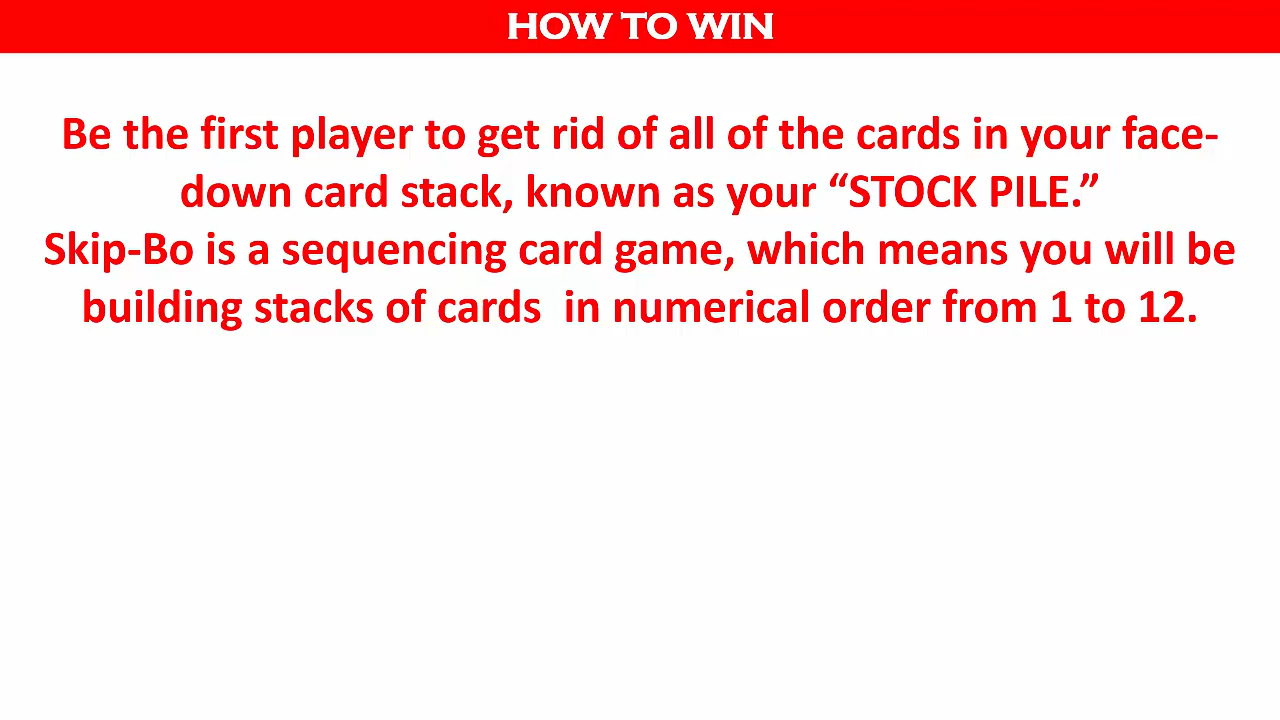 HOW TO WIN
Be the first player to get rid of all of the cards in your face-
down card stack, known as your “STOCK PILE.”
Skip-Bo is a sequencing card game, which means you will be
building stacks of cards  in numerical order from 1 to 12.